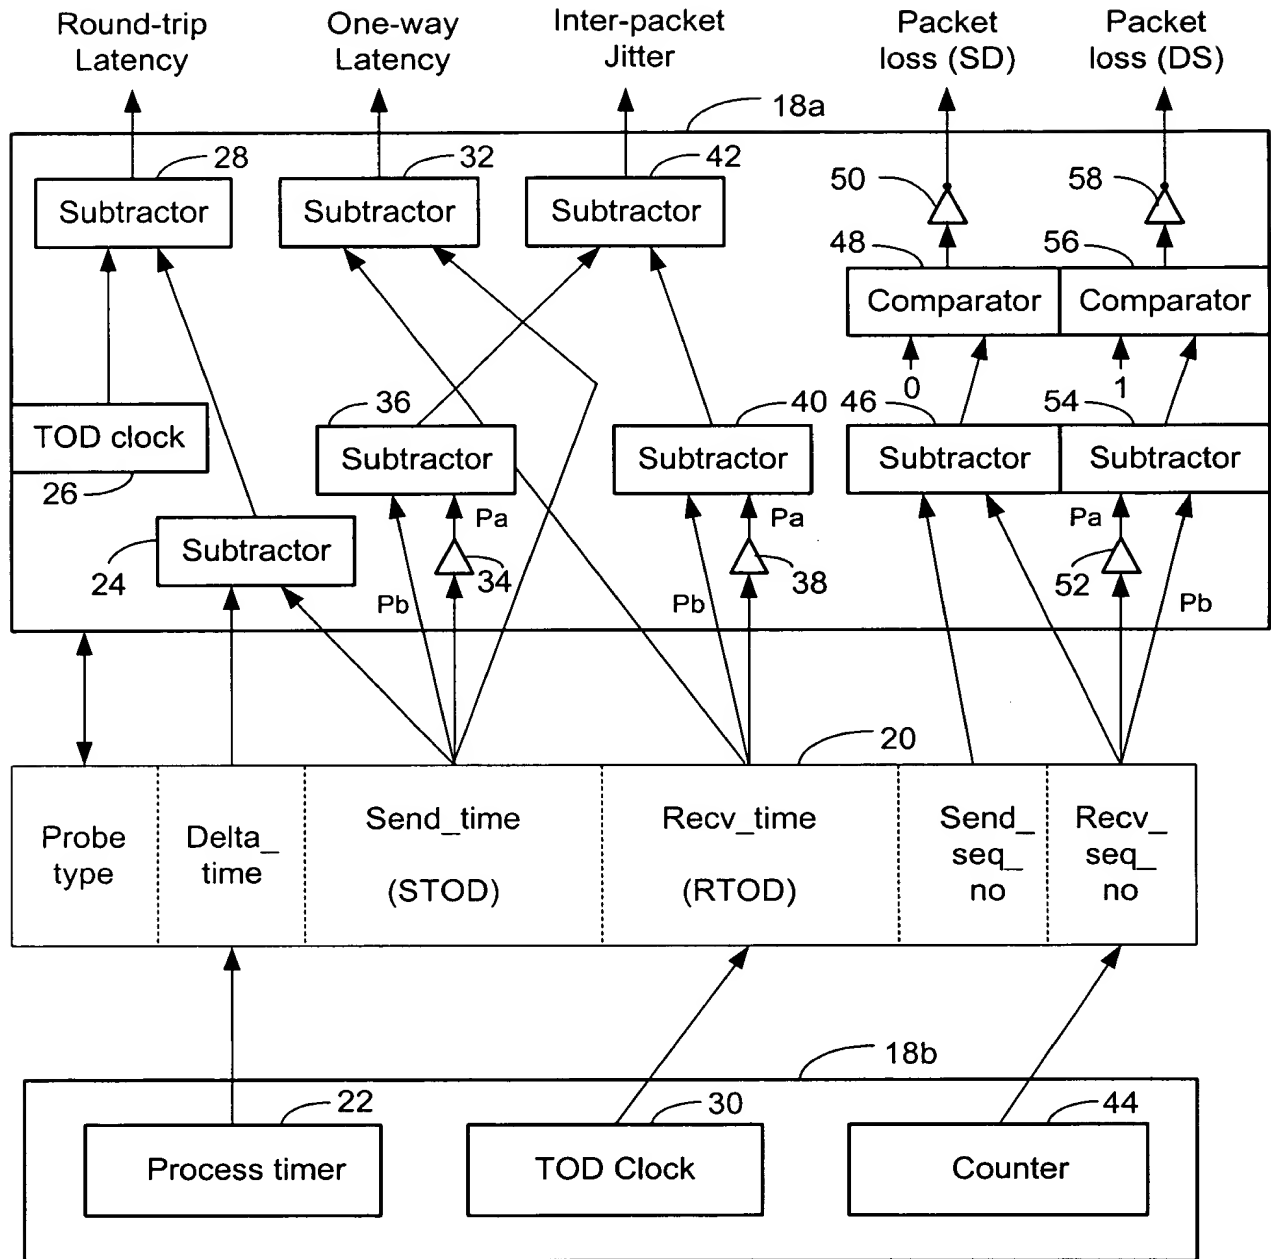 Round-trip One-way Inter-packet Packet Packet
Latency Latency Jitter loss (SD) loss (DS)
18a
28 32 42 50 58
Subtractor Subtractor Subtractor
48 56
Comparator Comparator
0 1
36 40 46 54
TOD clock Subtractor Subtractor Subtractor Subtractor
26
Pa Pa Pa
Subtractor
24 34 38 52
Pb Pb Pb
20
Send_time Recv_time Send_ Recv_
Probe Delta_ seq_ seq_
type time (STOD) (RTOD) no no
18b
22 30 44
Process timer TOD Clock Counter